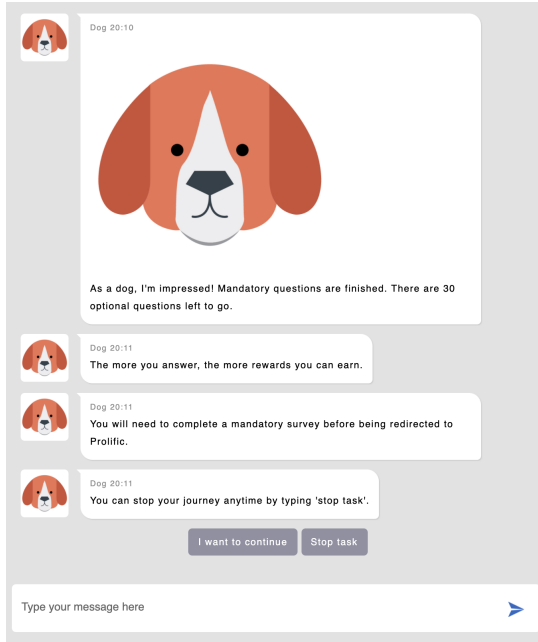 Dog 20:10
As a dog, I'm impressed! Mandatory questions are finished. There are 30
optional questions left to go.
Dog 20:11
The more you answer, the more rewards you can earn.
Dog 20:11
You will need to complete a mandatory survey before being redirected to
Prolific.
Dog 20:11
You can stop your journey anytime by typing 'stop task'.
I want to continue
Stop task
Type your message here